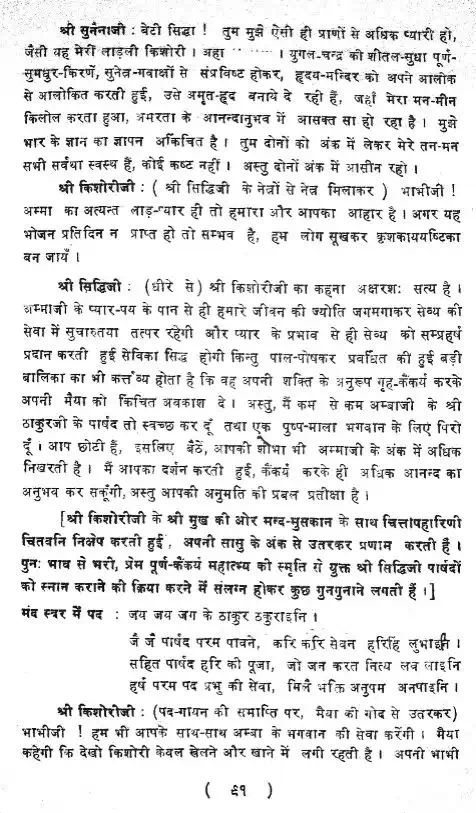 श्री सुनैनाजी : बेटी सिद्धा ! तुम मुझे ऐसी ही प्राणों से अधिक प्यारी हो,
जैसी यह मेरी लाड़ली किशोरी । अहा ......... । युगल-चन्द्र की शीतल-सुधा पूर्ण-
सुमधुर-किरणें, सुनेत्र-गवाक्षों से संप्रविष्ट होकर, हृदय-मन्दिर को अपने आलोक
से आलोकित करती हुई, उसे अमृत-ह्रद बनाये दे रही हैं, जहाँ मेरा मन-मीन
किलोल करता हुआ, अमरता के आनन्दानुभव में आसक्त सा हो रहा है । मुझे
भार के ज्ञान का ज्ञापन अकिंचित है । तुम दोनों को अंक में लेकर मेरे तन-मन
सभी सर्वथा स्वस्थ हैं, कोई कष्ट नहीं । अस्तु दोनों अंक में आसीन रहो ।
श्री किशोरीजी : ( श्री सिद्धिजी के नेत्रों से नेत्र मिलाकर ) भाभीजी !
अम्मा का अत्यन्त लाड़-प्यार ही तो हमारा और आपका आहार है । अगर यह
भोजन प्रतिदिन न प्राप्त हो तो सम्भव है, हम लोग सूखकर कृशकाययष्टिका
बन जायँ ।
श्री सिद्धिजी : (धीरे से) श्री किशोरीजी का कहना अक्षरशः सत्य है ।
अम्माजी के प्यार-पय के पान से ही हमारे जीवन की ज्योति जगमगाकर सेव्य की
सेवा में सुचारुतया तत्पर रहेगी और प्यार के प्रभाव से ही सेव्य को सम्प्रहर्ष
प्रदान करती हुई सेविका सिद्ध होगी किन्तु पाल-पोषकर प्रवर्धित की हुई बड़ी
बालिका का भी कर्त्तव्य होता है कि वह अपनी शक्ति के अनुरूप गृह-कैंकर्य करके
अपनी मैया को किंचित अवकाश दे । अस्तु, मैं कम से कम अम्बाजी के श्री
ठाकुरजी के पार्षद तो स्वच्छ कर दूँ तथा एक पुष्प-माला भगवान के लिए पिरो
दूँ । आप छोटी हैं, इसलिए बैठें, आपकी शोभा भी अम्माजी के अंक में अधिक
निखरती है । मैं आपका दर्शन करती हुई, कैंकर्य करके ही अधिक आनन्द का
अनुभव कर सकूँगी, अस्तु आपकी अनुमति की प्रबल प्रतीक्षा है ।
[श्री किशोरीजी के श्री मुख की ओर मन्द-मुसकान के साथ चित्तापहारिणी
चितवनि निक्षेप करती हुई, अपनी सासु के अंक से उतरकर प्रणाम करती हैं ।
पुनः भाव से भरी, प्रेम पूर्ण-कैंकर्य महात्म्य की स्मृति से युक्त श्री सिद्धिजी पार्षदों
को स्नान कराने की क्रिया करने में संलग्न होकर कुछ गुनगुनाने लगती हैं ।]
मंद स्वर में पद : जय जय जग के ठाकुर ठकुराइनि ।
जै जै पार्षद परम पावने, करि करि सेवन हरिहिं लुभाइनि ।
सहित पार्षद हरि की पूजा, जो जन करत नित्य लव लाइनि
हर्ष परम पद प्रभु की सेवा, मिलै भक्ति अनुपम अनपाइनि ।
श्री किशोरीजी : (पद-गायन की समाप्ति पर, मैया की गोद से उतरकर)
भाभीजी ! हम भी आपके साथ-साथ अम्बा के भगवान की सेवा करेंगी । मैया
कहेगी कि देखो किशोरी केवल खेलने और खाने में लगी रहती है । अपनी भाभी
( ९१ )